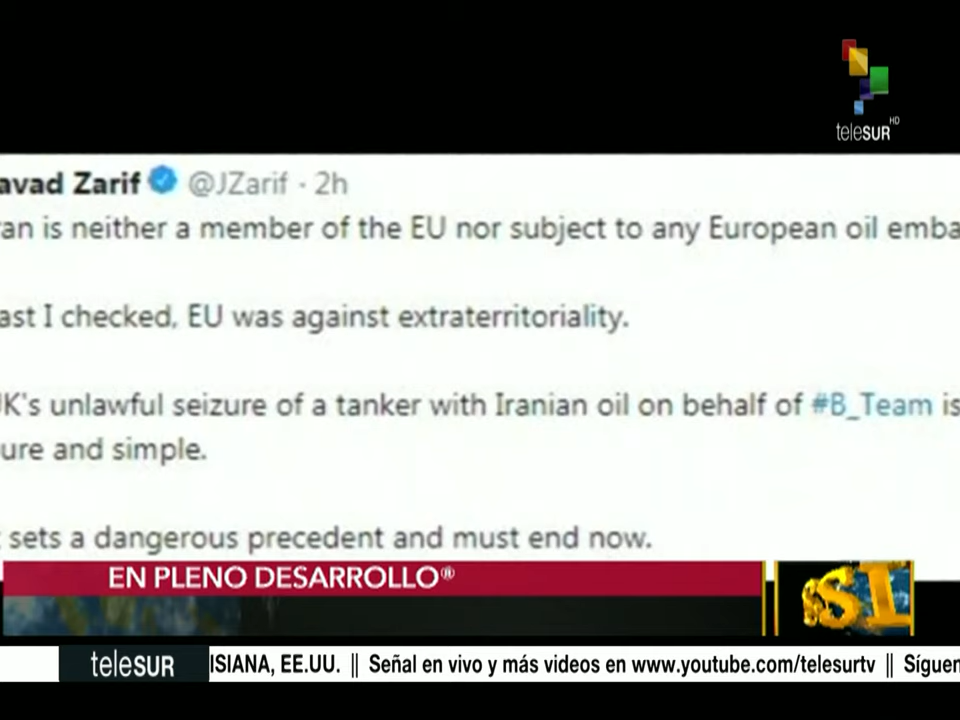 teleSUR HD
avad Zarif @JZarif · 2h
ran is neither a member of the EU nor subject to any European oil emba
ast I checked, EU was against extraterritoriality.
UK's unlawful seizure of a tanker with Iranian oil on behalf of #B_Team is
ure and simple.
t sets a dangerous precedent and must end now.
EN PLENO DESARROLLO®
SI
teleSUR ISIANA, EE.UU. || Señal en vivo y más videos en www.youtube.com/telesurtv || Síguen